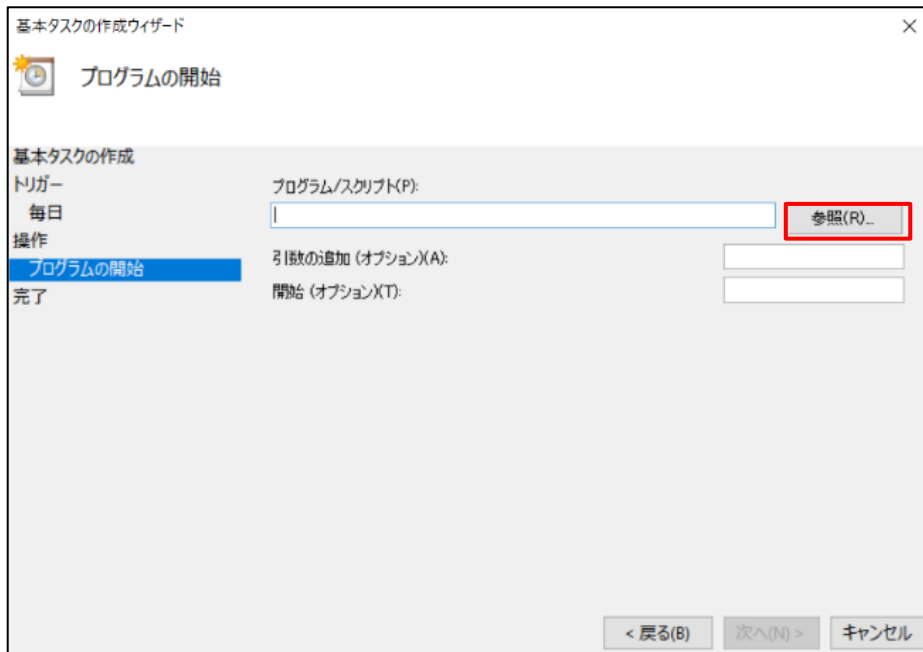 基本タスクの作成ウィザード
プログラムの開始
基本タスクの作成
トリガー
毎日
操作
プログラムの開始
完了
プログラム/スクリプト(P):
参照(R)...
引数の追加 (オプション)(A):
開始 (オプション)(T):
< 戻る(B)
次へ(N) >
キャンセル